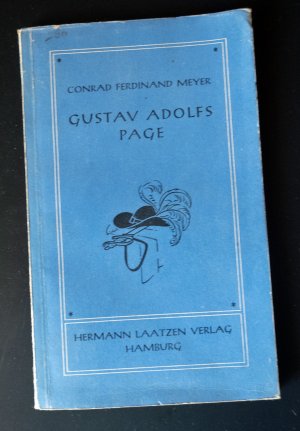 CONRAD FERDINAND MEYER
GUSTAV ADOLFS
PAGE
HERMANN LAATZEN VERLAG
HAMBURG